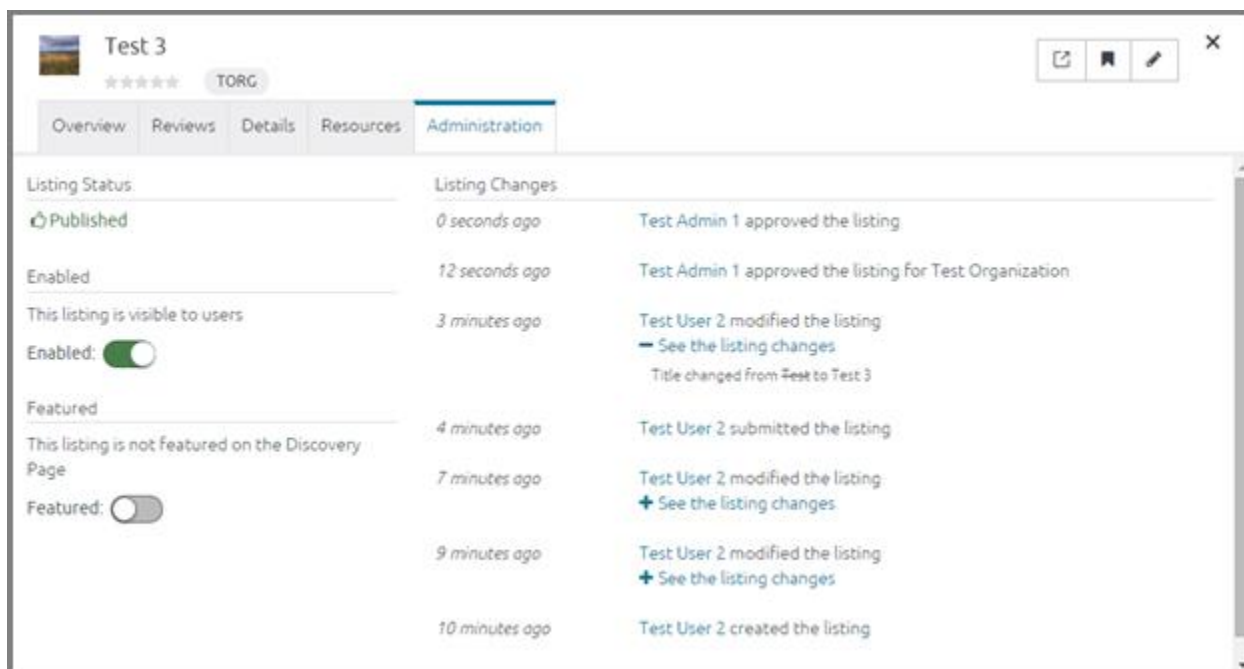 Test 3
TORG
Overview Reviews Details Resources Administration
Listing Status
Published
Enabled
This listing is visible to users
Enabled:
Featured
This listing is not featured on the Discovery
Page
Featured:
Listing Changes
0 seconds ago Test Admin 1 approved the listing
12 seconds ago Test Admin 1 approved the listing for Test Organization
3 minutes ago Test User 2 modified the listing
See the listing changes
Title changed from Test to Test 3
4 minutes ago Test User 2 submitted the listing
7 minutes ago Test User 2 modified the listing
See the listing changes
9 minutes ago Test User 2 modified the listing
See the listing changes
10 minutes ago Test User 2 created the listing